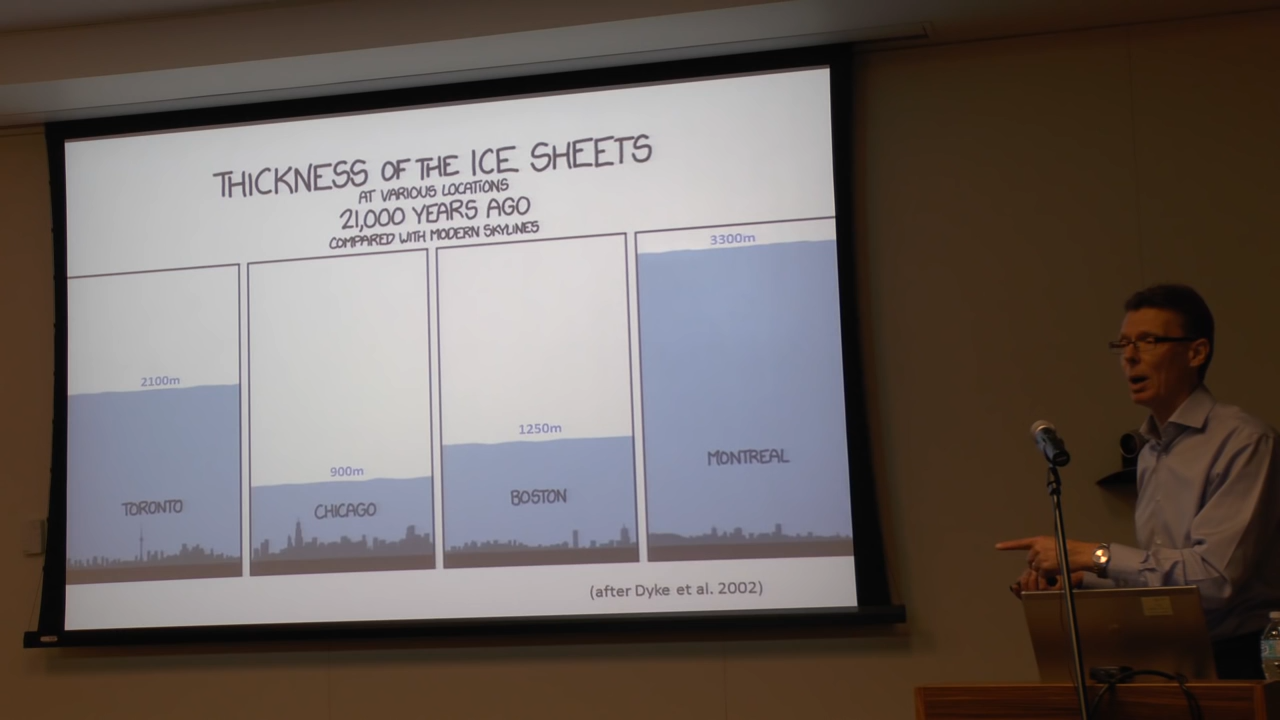 THICKNESS OF THE ICE SHEETS
AT VARIOUS LOCATIONS
21,000 YEARS AGO
COMPARED WITH MODERN SKYLINES
2100m
TORONTO
900m
CHICAGO
1250m
BOSTON
3300m
MONTREAL
(after Dyke et al. 2002)